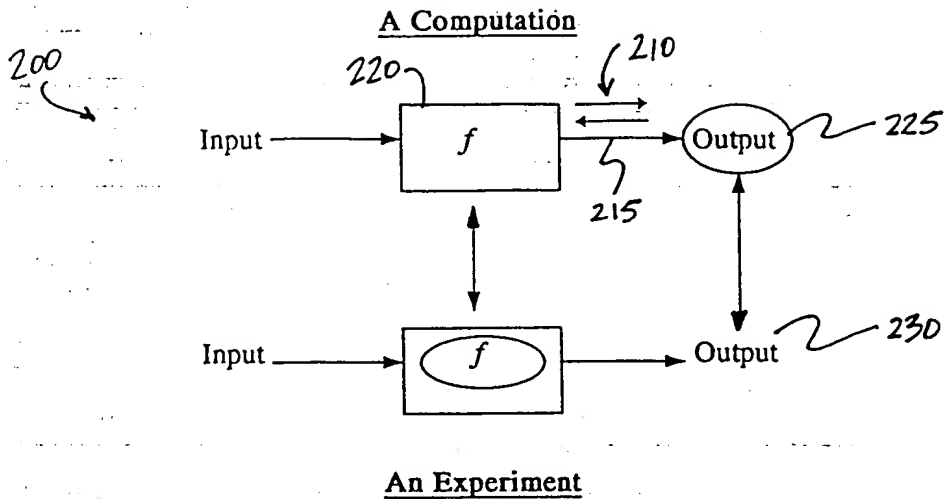 A Computation
200
220
210
Input
f
Output
225
215
Input
f
Output
230
An Experiment